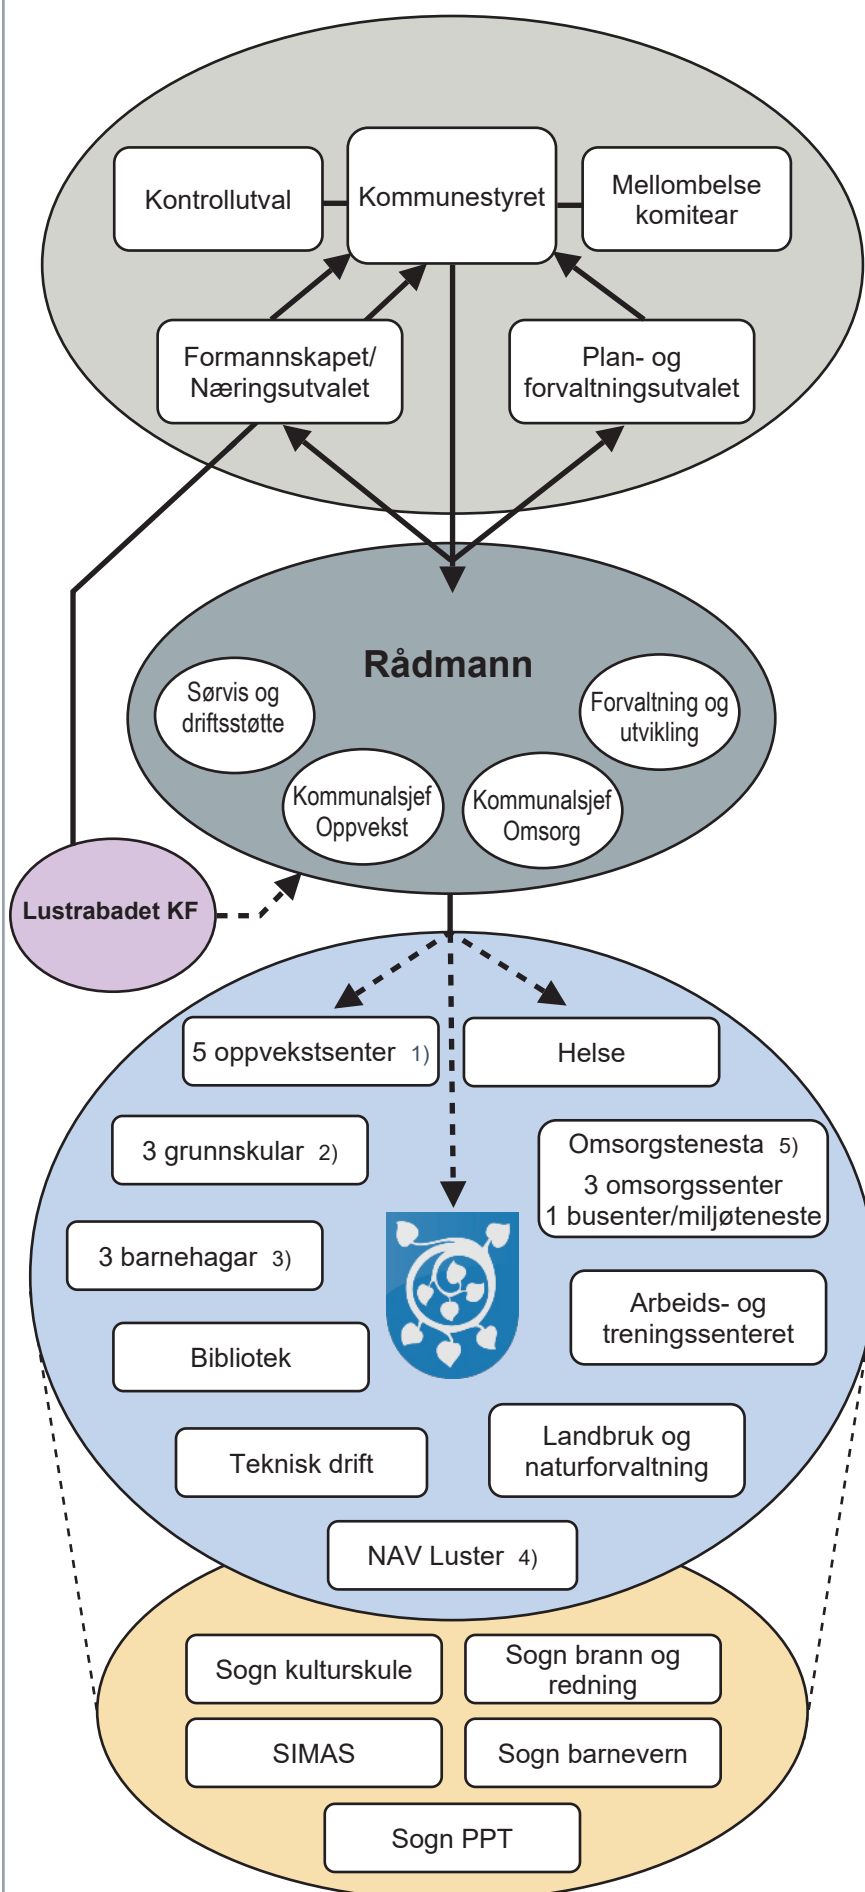 Kontrollutval
Kommunestyret
Mellombelse
komitear
Formannskapet/
Næringsutvalet
Plan- og
forvaltningsutvalet
Rådmann
Sørvis og
driftsstøtte
Forvaltning og
utvikling
Kommunalsjef
Oppvekst
Kommunalsjef
Omsorg
Lustrabadet KF
5 oppvekstsenter 1)
Helse
3 grunnskular 2)
Omsorgstenesta 5)
3 omsorgssenter
1 busenter/miljøteneste
3 barnehagar 3)
Arbeids- og
treningssenteret
Bibliotek
Landbruk og
naturforvaltning
Teknisk drift
NAV Luster 4)
Sogn kulturskule
Sogn brann og
redning
SIMAS
Sogn barnevern
Sogn PPT